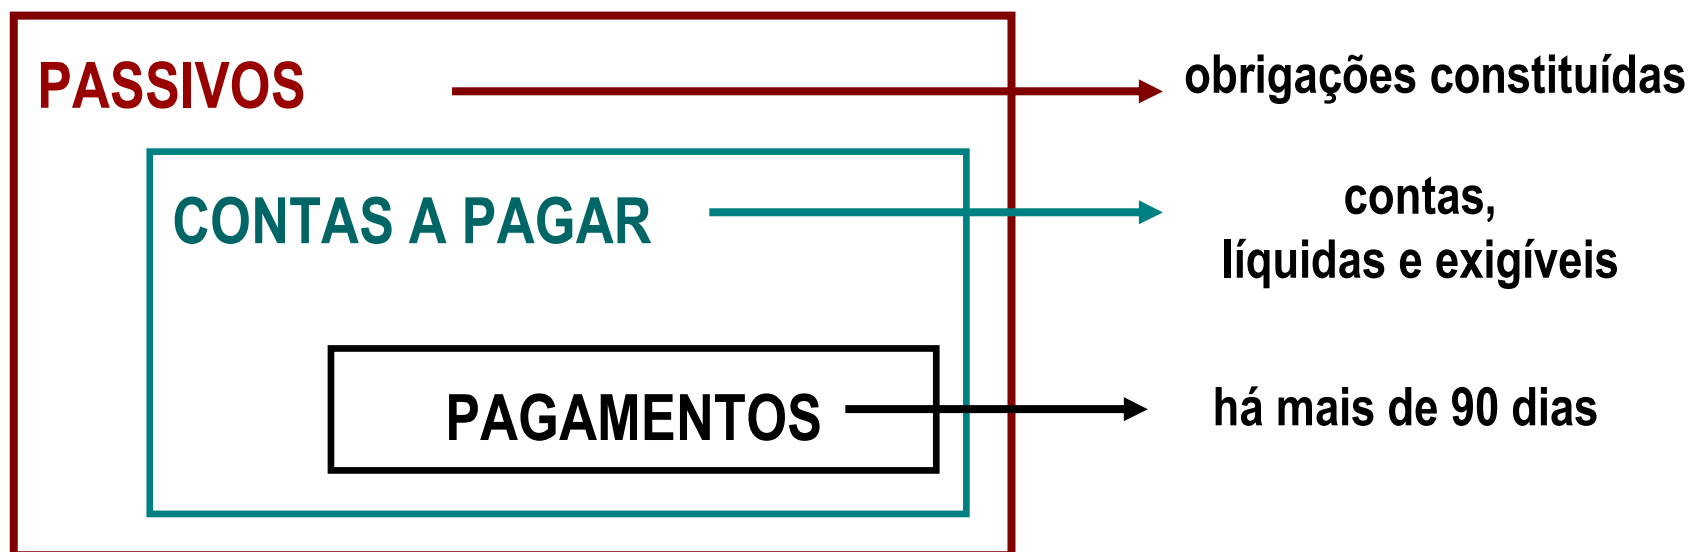 PASSIVOS
obrigações constituídas
CONTAS A PAGAR
contas,
líquidas e exigíveis
PAGAMENTOS
há mais de 90 dias